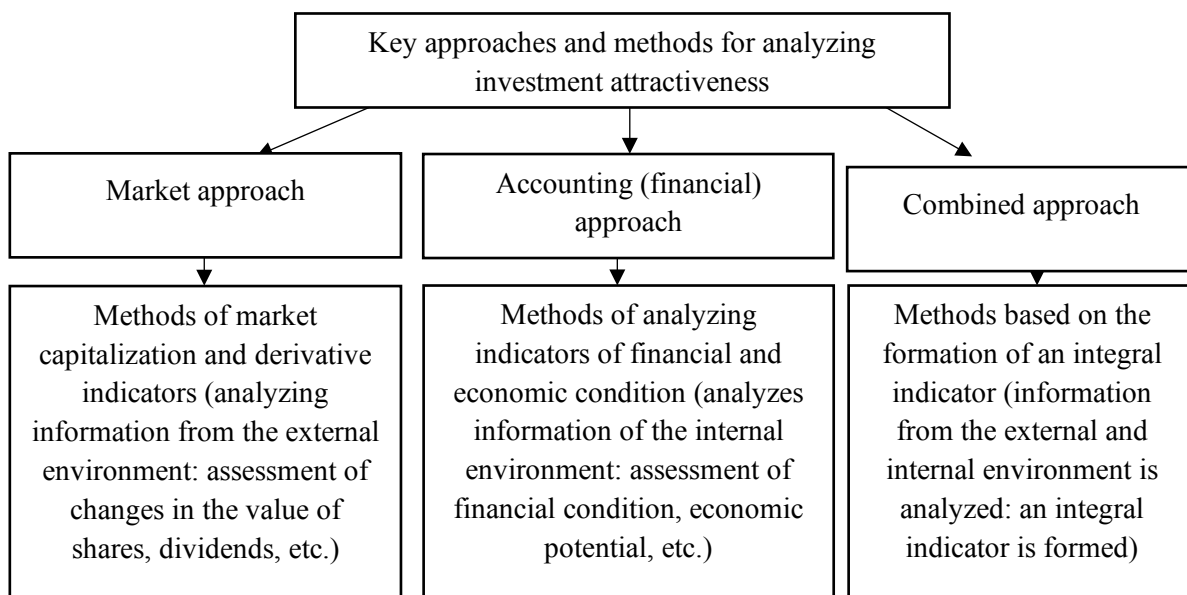 Key approaches and methods for analyzing
investment attractiveness
Market approach
Accounting (financial)
approach
Combined approach
Methods of market
capitalization and derivative
indicators (analyzing
information from the external
environment: assessment of
changes in the value of
shares, dividends, etc.)
Methods of analyzing
indicators of financial and
economic condition (analyzes
information of the internal
environment: assessment of
financial condition, economic
potential, etc.)
Methods based on the
formation of an integral
indicator (information
from the external and
internal environment is
analyzed: an integral
indicator is formed)